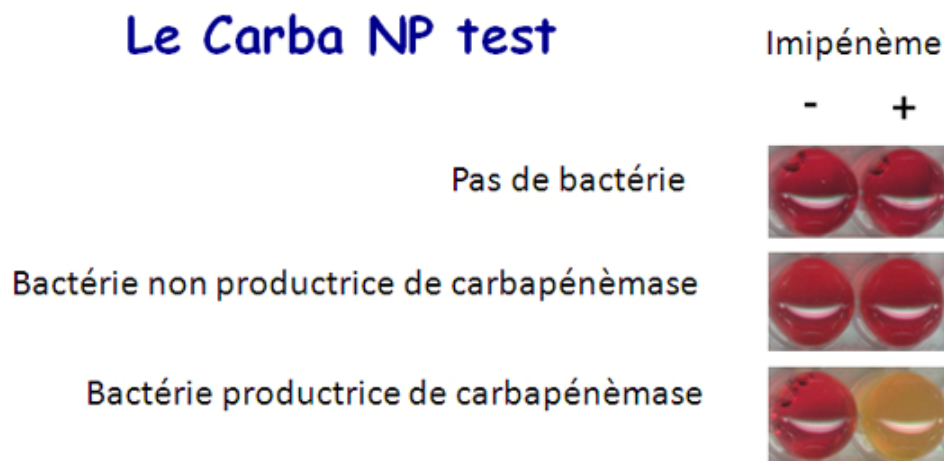 Le Carba NP test
Imipénème
- +
Pas de bactérie
Bactérie non productrice de carbapénèmase
Bactérie productrice de carbapénèmase